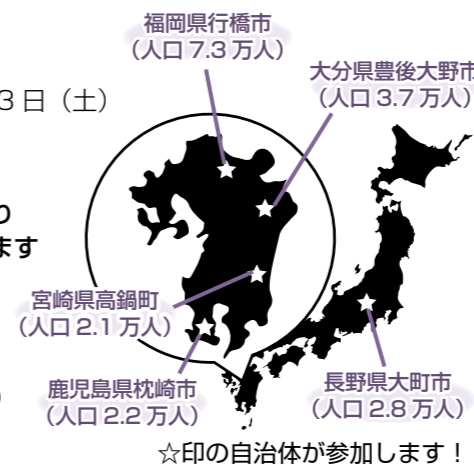 福岡県行橋市
(人口 7.3 万人)
大分県豊後大野市
(人口 3.7 万人)
3 日（土）
り
ます
宮崎県高鍋町
(人口 2.1 万人)
鹿児島県枕崎市
(人口 2.2 万人)
長野県大町市
(人口 2.8 万人)
）
☆印の自治体が参加します！